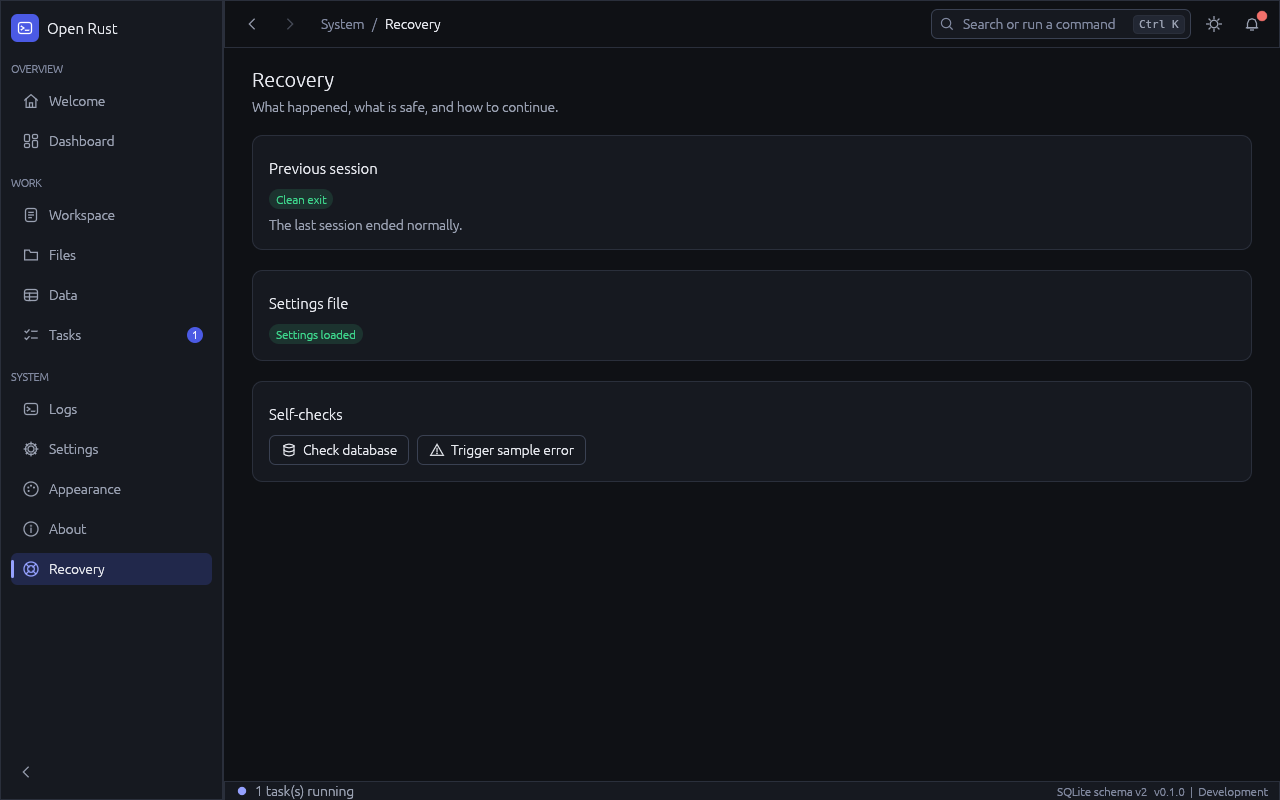 Open Rust
System / Recovery
Search or run a command Ctrl K
OVERVIEW
Welcome
Dashboard
WORK
Workspace
Files
Data
Tasks 1
SYSTEM
Logs
Settings
Appearance
About
Recovery
Recovery
What happened, what is safe, and how to continue.
Previous session
Clean exit
The last session ended normally.
Settings file
Settings loaded
Self-checks
Check database
Trigger sample error
1 task(s) running
SQLite schema v2 v0.1.0 | Development